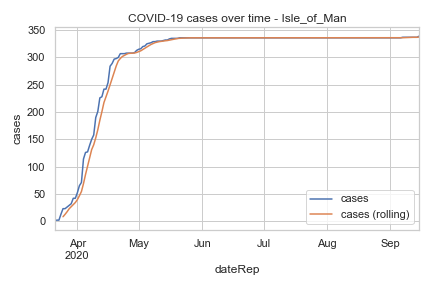 COVID-19 cases over time - Isle_of_Man
350
300
250
200
150
100
50
0
cases
Apr
2020
May
Jun
Jul
Aug
Sep
dateRep
cases
cases (rolling)